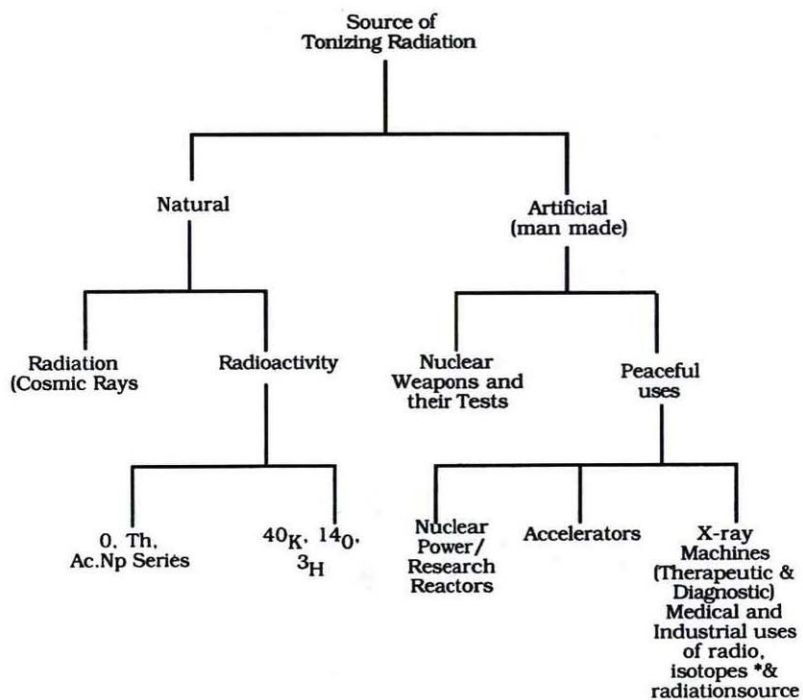 Source of
Tonizing Radiation
Natural
Artificial
(man made)
Radiation
(Cosmic Rays
Radioactivity
Nuclear
Weapons and
their Tests
Peaceful
uses
0, Th,
Ac.Np Series
40K, 14O,
3H
Nuclear
Power/
Research
Reactors
Accelerators
X-ray
Machines
(Therapeutic &
Diagnostic)
Medical and
Industrial uses
of radio,
isotopes *&
radiationsource